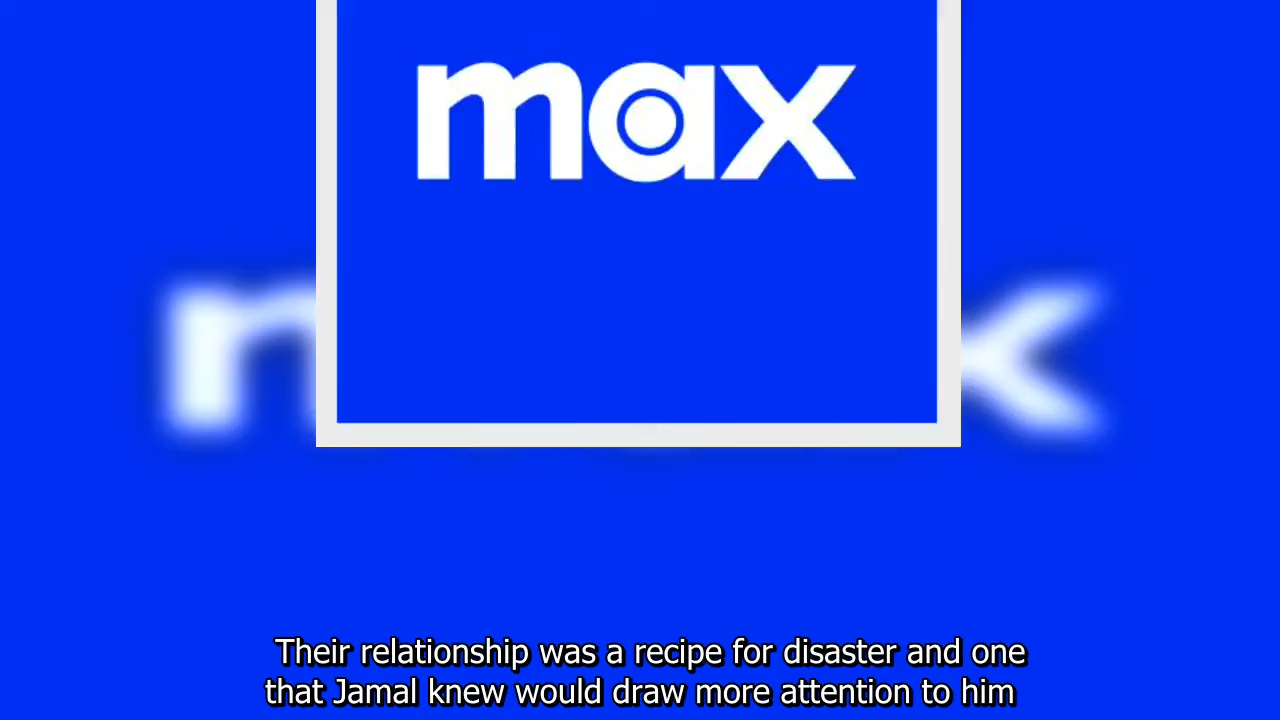 max
Their relationship was a recipe for disaster and one
that Jamal knew would draw more attention to him